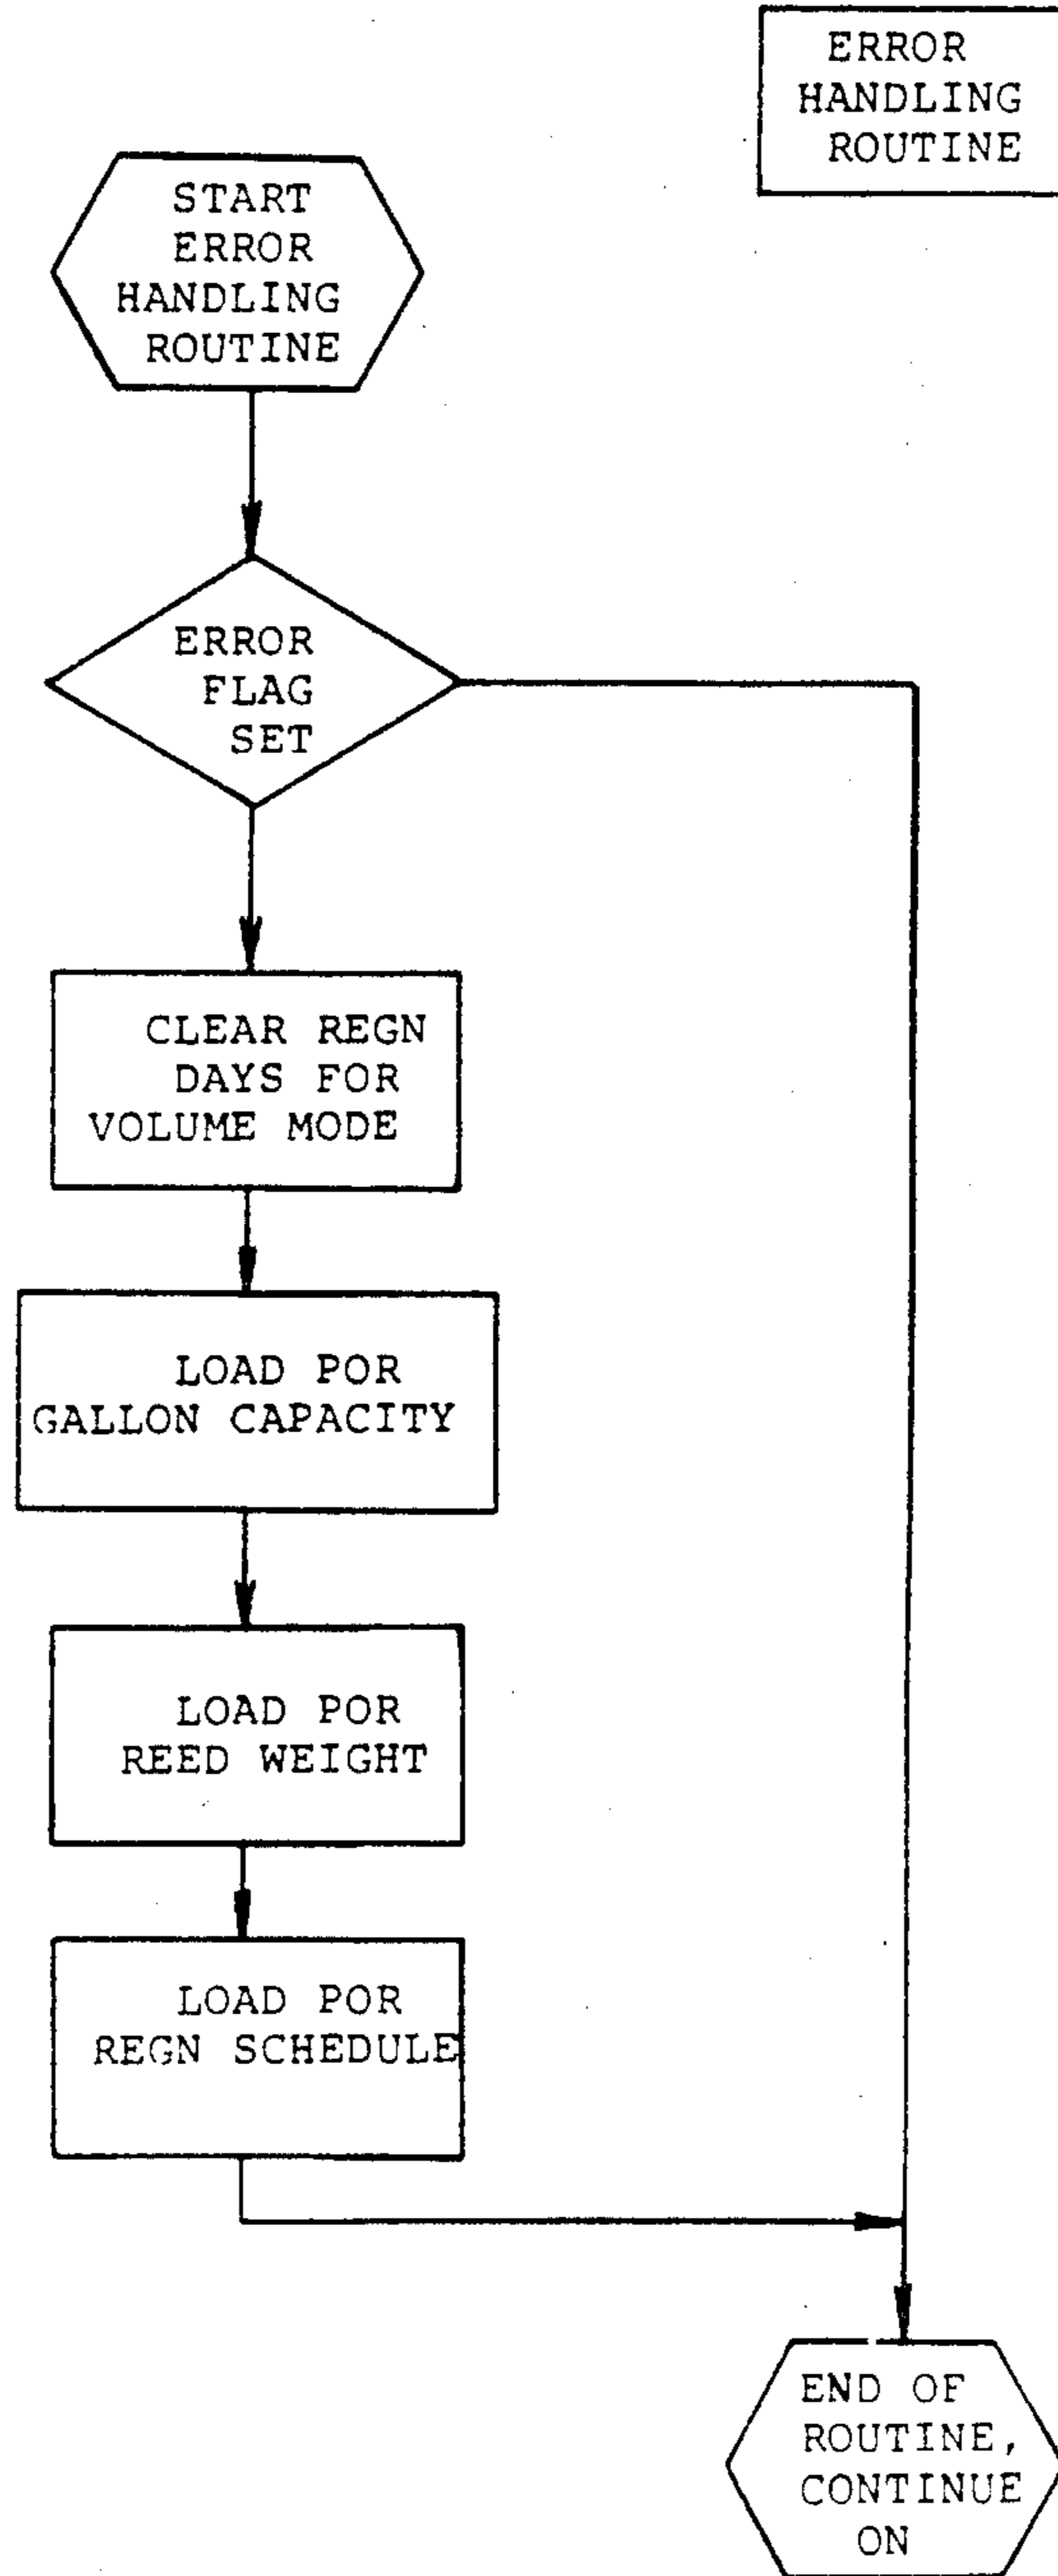 ERROR
HANDLING
ROUTINE
START
ERROR
HANDLING
ROUTINE
ERROR
FLAG
SET
CLEAR REGN
DAYS FOR
VOLUME MODE
LOAD POR
GALLON CAPACITY
LOAD POR
REED WEIGHT
LOAD POR
REGN SCHEDULE
END OF
ROUTINE,
CONTINUE
ON